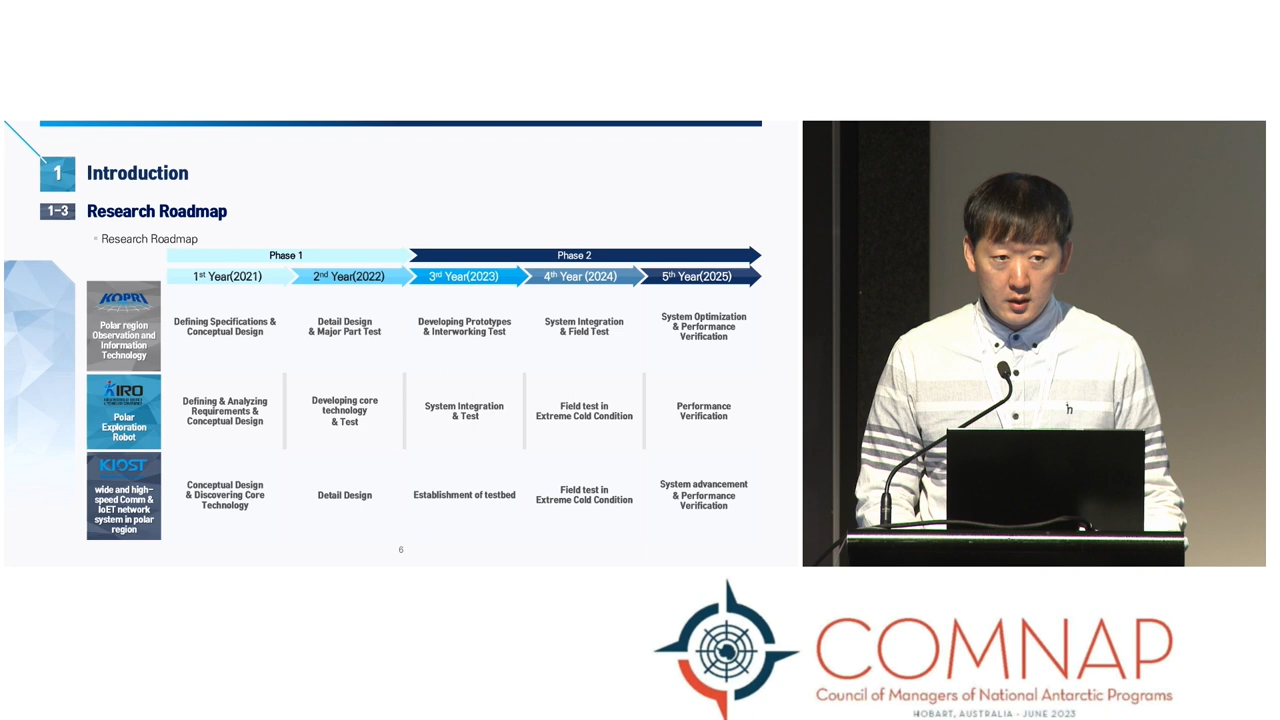 1 Introduction
1-3 Research Roadmap
Research Roadmap
Phase 1
Phase 2
1st Year(2021)
2nd Year(2022)
3rd Year(2023)
4th Year (2024)
5th Year(2025)
KOPRI
Polar region
Observation and
Information
Technology
Defining Specifications &
Conceptual Design
Detail Design
& Major Part Test
Developing Prototypes
& Interworking Test
System Integration
& Field Test
System Optimization
& Performance
Verification
KIRO
Polar
Exploration
Robot
Defining & Analyzing
Requirements &
Conceptual Design
Developing core
technology
& Test
System Integration
& Test
Field test in
Extreme Cold Condition
Performance
Verification
KIOST
wide and high-
speed Comm &
IoET network
system in polar
region
Conceptual Design
& Discovering Core
Technology
Detail Design
Establishment of testbed
Field test in
Extreme Cold Condition
System advancement
& Performance
Verification
6
COMNAP
Council of Managers of National Antarctic Programs
HOBART, AUSTRALIA - JUNE 2023